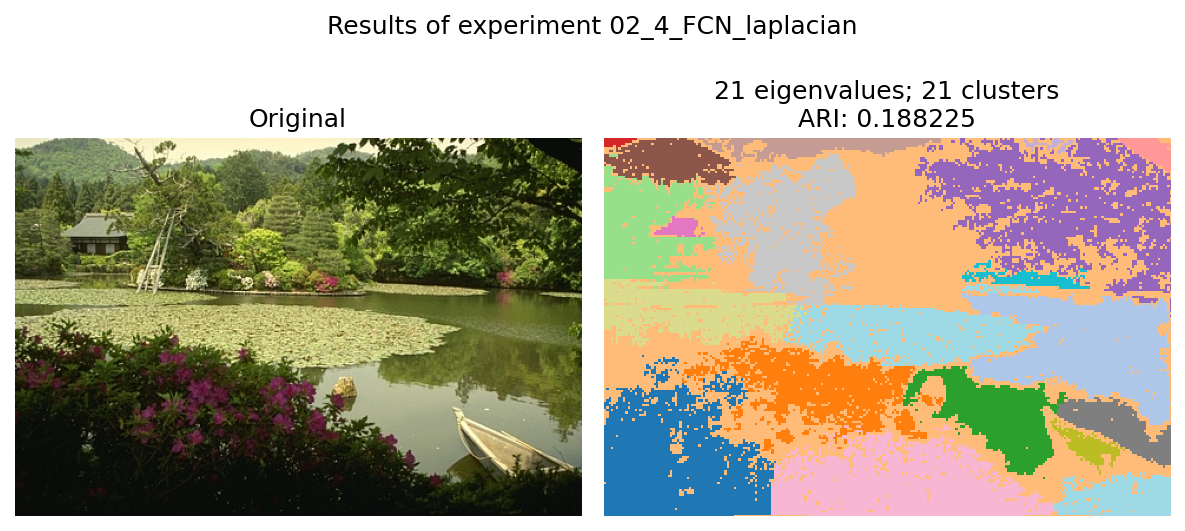 Results of experiment 02_4_FCN_laplacian
Original
21 eigenvalues; 21 clusters
ARI: 0.188225